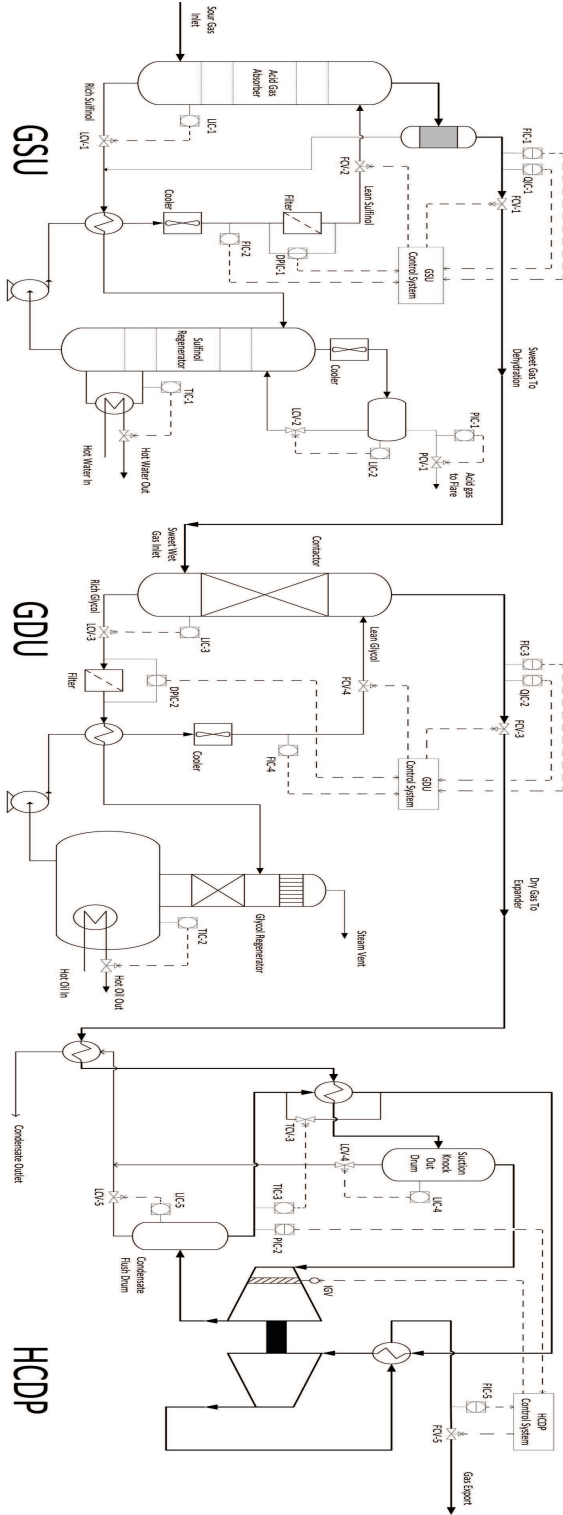 Sour Gas
Inlet
Acid Gas
Absorber
Rich Sulfinol
LIC-1
LCV-1
FCV-2
Lean Sulfinol
Filter
DPIC-1
Cooler
FIC-2
FIC-1
QIC-1
FCV-1
GSU
Control System
Sweet Gas To
Dehydration
Sulfinol
Regenerator
Cooler
TIC-1
Hot Water In
Hot Water Out
LCV-2
LIC-2
PIC-1
PCV-1
Acid gas
to Flare
GSU
Sweet Wet
Gas Inlet
Contactor
Rich Glycol
LIC-3
LCV-3
Filter
DPIC-2
Lean Glycol
FCV-4
Cooler
FIC-4
FIC-3
QIC-2
FCV-3
GDU
Control System
Dry Gas To
Expander
Glycol Regenerator
Steam Vent
TIC-2
Hot Oil In
Hot Oil Out
GDU
Condensate Outlet
TCV-3
TIC-3
Suction
Knock
Out
Drum
LIC-4
LCV-4
LIC-5
LCV-5
PIC-2
Condensate
Flush Drum
IGV
HCDP
Control System
FIC-5
FCV-5
Gas Export
HCDP